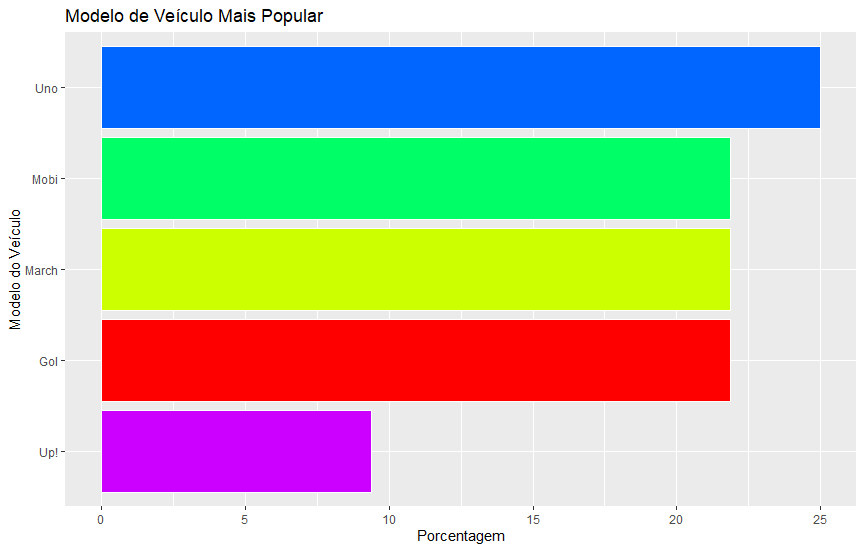 Modelo de Veículo Mais Popular
Modelo do Veículo
Uno
Mobi
March
Gol
Up!
0 5 10 15 20 25
Porcentagem